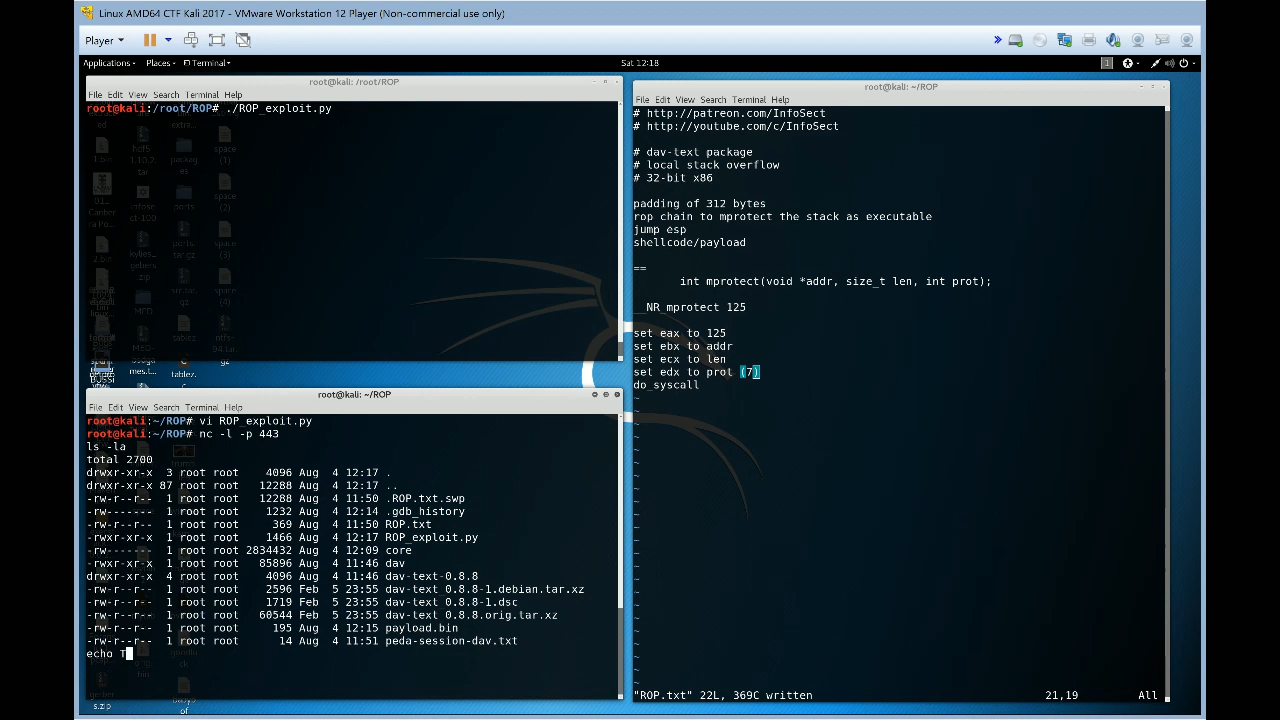 Linux AMD64 CTF Kali 2017 - VMware Workstation 12 Player (Non-commercial use only)
Player
Applications Places Terminal Sat 12:18 1
root@kali: /root/ROP
File Edit View Search Terminal Help
root@kali:/root/ROP# ./ROP_exploit.py
root@kali: ~/ROP
File Edit View Search Terminal Help
root@kali:~/ROP# vi ROP_exploit.py
root@kali:~/ROP# nc -l -p 443
ls -la
total 2700
drwxr-xr-x 3 root root 4096 Aug 4 12:17 .
drwxr-xr-x 87 root root 12288 Aug 4 12:17 ..
-rw-r--r-- 1 root root 12288 Aug 4 11:50 .ROP.txt.swp
-rw------- 1 root root 1232 Aug 4 12:14 .gdb_history
-rw-r--r-- 1 root root 369 Aug 4 11:50 ROP.txt
-rwxr-xr-x 1 root root 1466 Aug 4 12:17 ROP_exploit.py
-rw------- 1 root root 2834432 Aug 4 12:09 core
-rwxr-xr-x 1 root root 85896 Aug 4 11:46 dav
drwxr-xr-x 4 root root 4096 Aug 4 11:46 dav-text-0.8.8
-rw-r--r-- 1 root root 2596 Feb 5 23:55 dav-text_0.8.8-1.debian.tar.xz
-rw-r--r-- 1 root root 1719 Feb 5 23:55 dav-text_0.8.8-1.dsc
-rw-r--r-- 1 root root 60544 Feb 5 23:55 dav-text_0.8.8.orig.tar.xz
-rw-r--r-- 1 root root 195 Aug 4 12:15 payload.bin
-rw-r--r-- 1 root root 14 Aug 4 11:51 peda-session-dav.txt
echo T
root@kali: ~/ROP
File Edit View Search Terminal Help
# http://patreon.com/InfoSect
# http://youtube.com/c/InfoSect
# dav-text package
# local stack overflow
# 32-bit x86
padding of 312 bytes
rop chain to mprotect the stack as executable
jump esp
shellcode/payload
==
int mprotect(void *addr, size_t len, int prot);
__NR_mprotect 125
set eax to 125
set ebx to addr
set ecx to len
set edx to prot (7)
do_syscall
"ROP.txt" 22L, 369C written 21,19 All